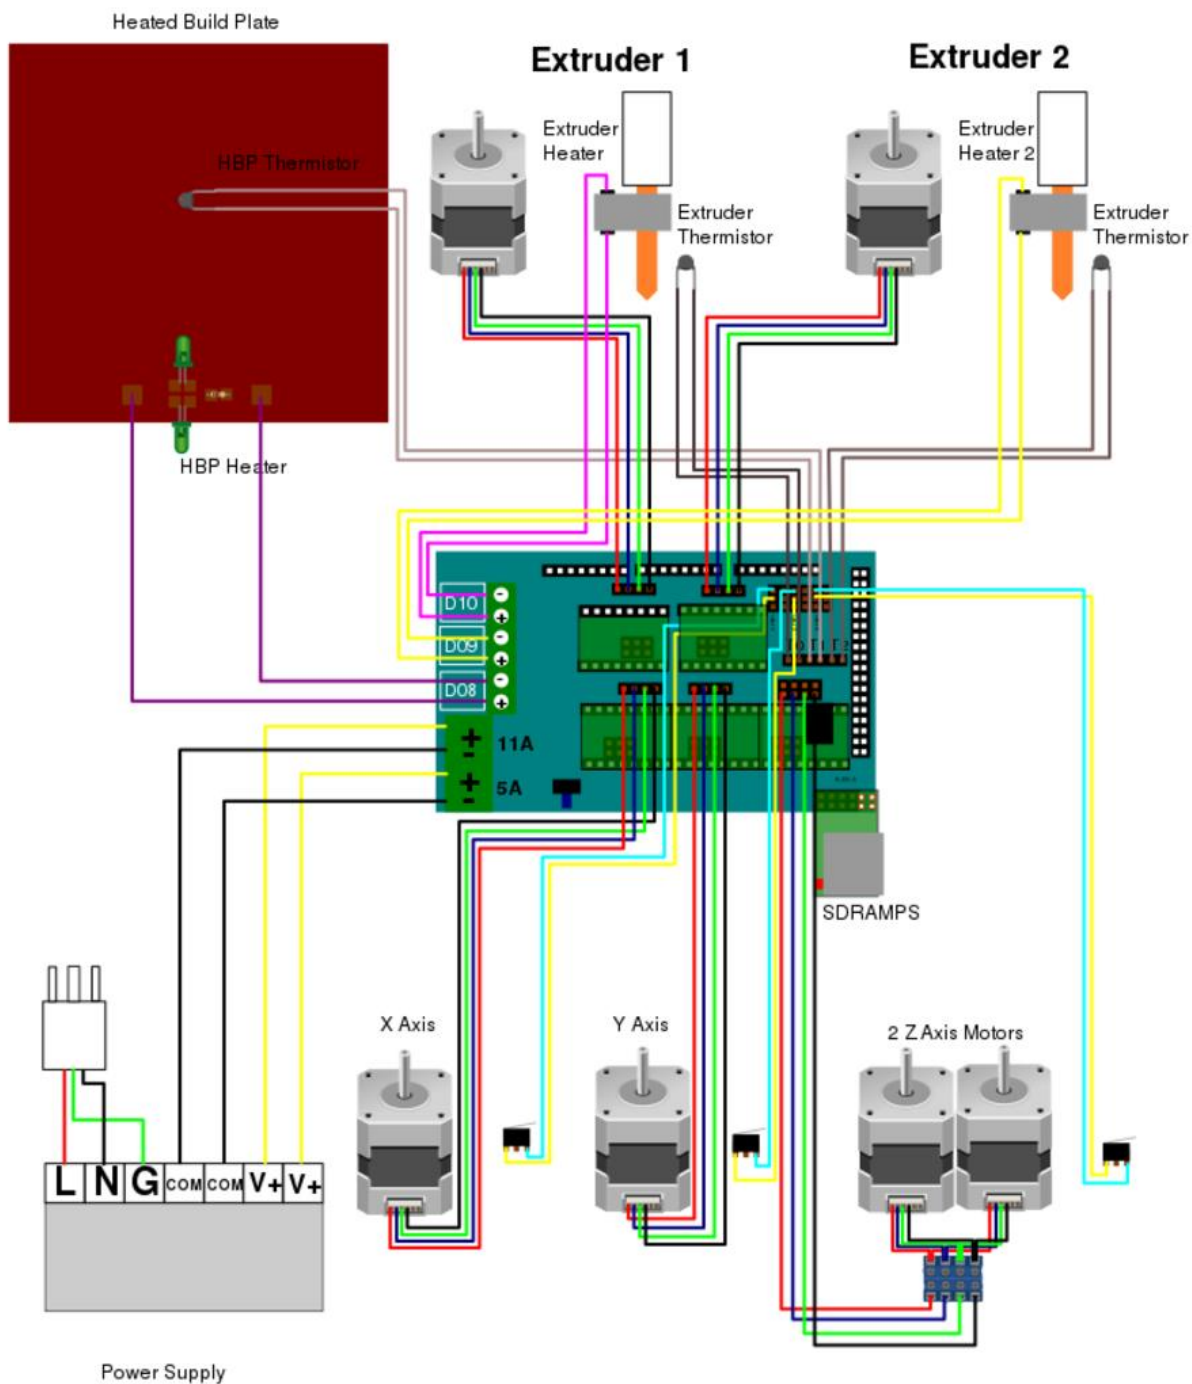 Heated Build Plate
Extruder 1
Extruder 2
Extruder
Heater
Extruder
Heater 2
HBP Thermistor
Extruder
Thermistor
Extruder
Thermistor
HBP Heater
D10
-
+
D09
-
+
D08
-
+
+
- 11A
+
- 5A
SDRAMPS
X Axis
Y Axis
2 Z Axis Motors
L N G COM COM V+ V+
Power Supply